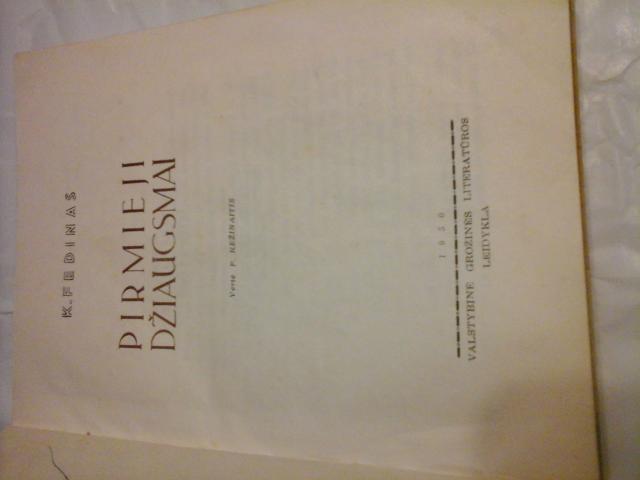 K. FEDINAS
PIRMIEJI
DŽIAUGSMAI
Vertė P. KEŽINAITIS
1950
VALSTYBINĖ GROŽINĖS LITERATŪROS
LEIDYKLA